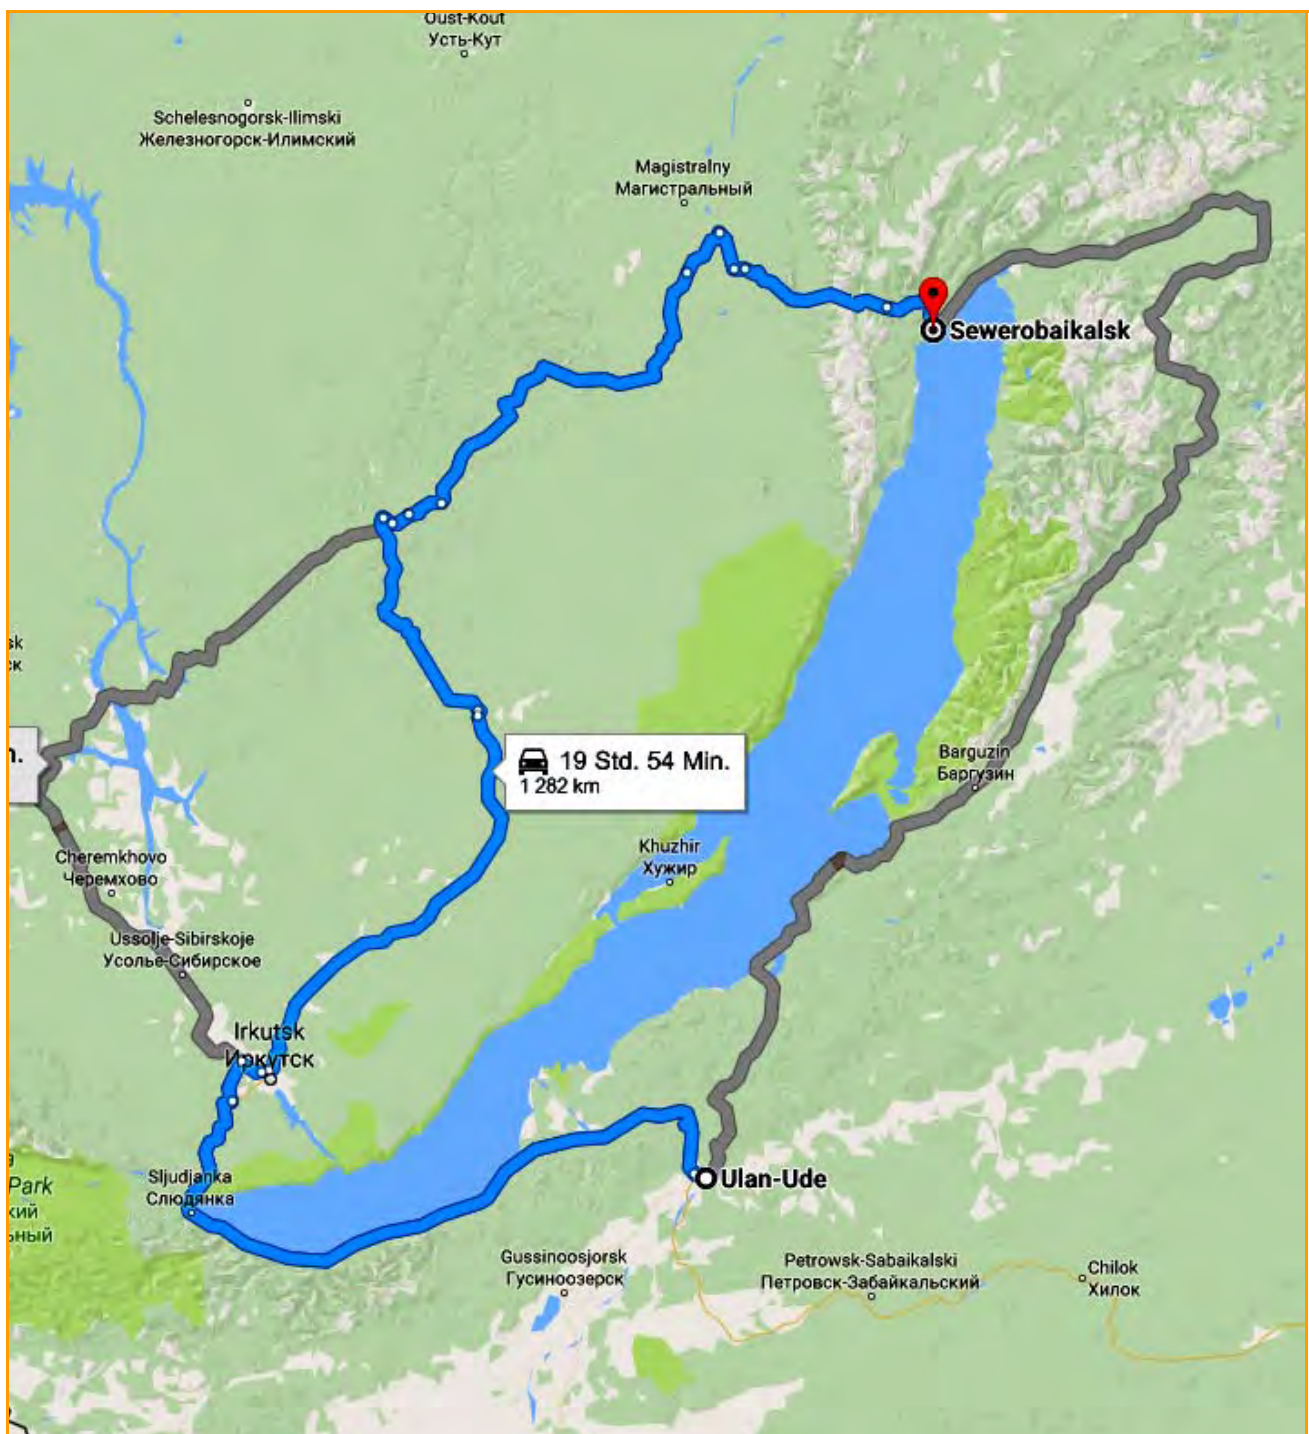 Oust-Kout
Усть-Кут
Schelesnogorsk-Ilimski
Железногорск-Илимский
Magistralny
Магистральный
Sewerobaikalsk
19 Std. 54 Min.
1 282 km
Barguzin
Баргузин
Khuzhir
Хужир
Cheremkhovo
Черемхово
Ussolje-Sibirskoje
Усолье-Сибирское
Irkutsk
Иркутск
Sljudjanka
Слюдянка
Park
Ulan-Ude
Gussinoosjorsk
Гусиноозерск
Petrowsk-Sabaikalski
Петровск-Забайкальский
Chilok
Хилок